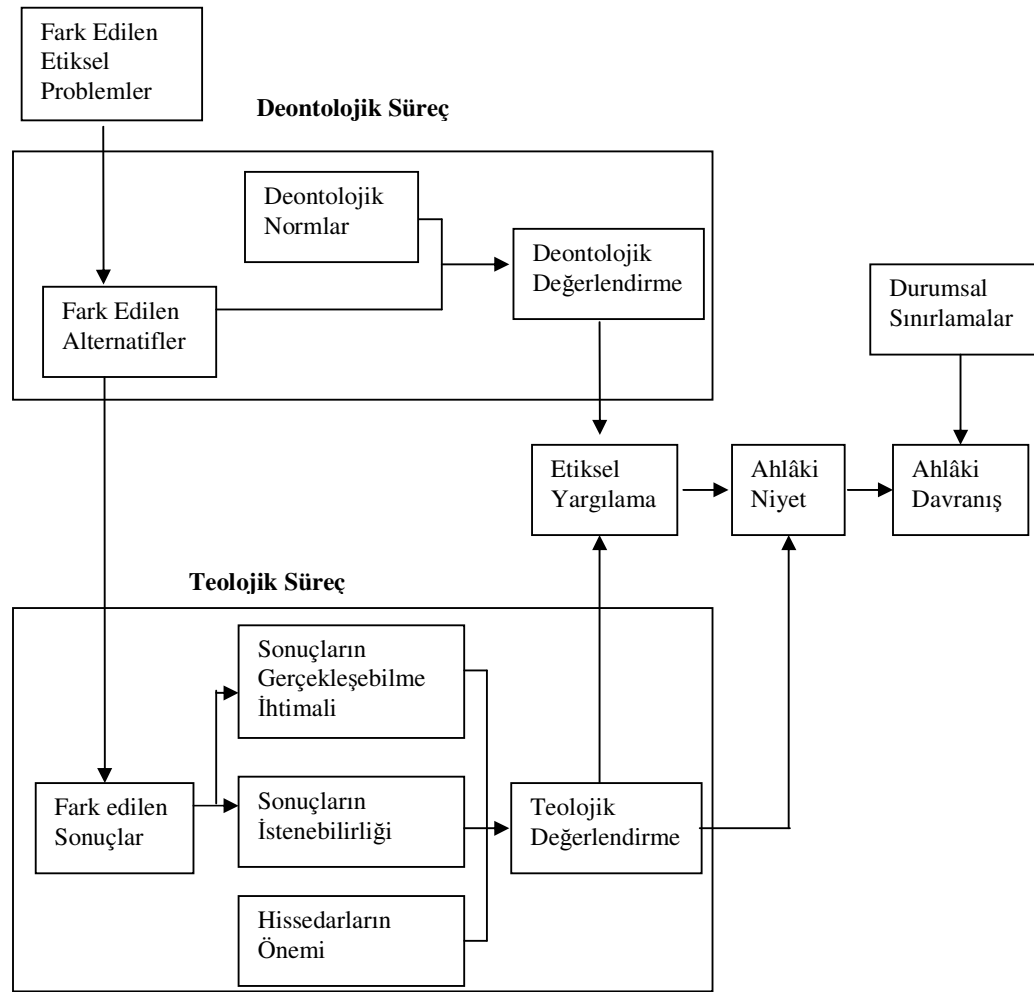 Fark Edilen
Etiksel
Problemler
Deontolojik Süreç
Deontolojik
Normlar
Deontolojik
Değerlendirme
Fark Edilen
Alternatifler
Durumsal
Sınırlamalar
Etiksel
Yargılama
Ahlâki
Niyet
Ahlâki
Davranış
Teolojik Süreç
Sonuçların
Gerçekleşebilme
İhtimali
Fark edilen
Sonuçlar
Sonuçların
İstenebilirliği
Teolojik
Değerlendirme
Hissedarların
Önemi